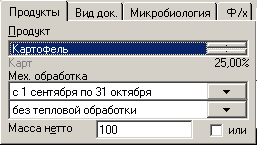 Продукты Вид док. Микробиология Ф/х
Продукт
Картофель
Карт 25,00%
Мех. обработка
с 1 сентября по 31 октября
без тепловой обработки
Масса нетто 100 или